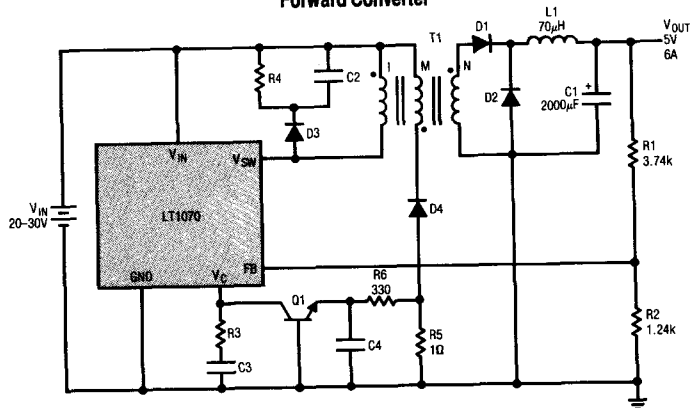 Forward Converter
L1
70µH
D1
T1
VOUT
5V
6A
R4
C2
I
M
N
D2
C1
2000µF
+
D3
R1
3.74k
VIN
VSW
LT1070
VIN
20–30V
D4
GND
VC
FB
R6
330
Q1
R3
C3
C4
R5
1Ω
R2
1.24k